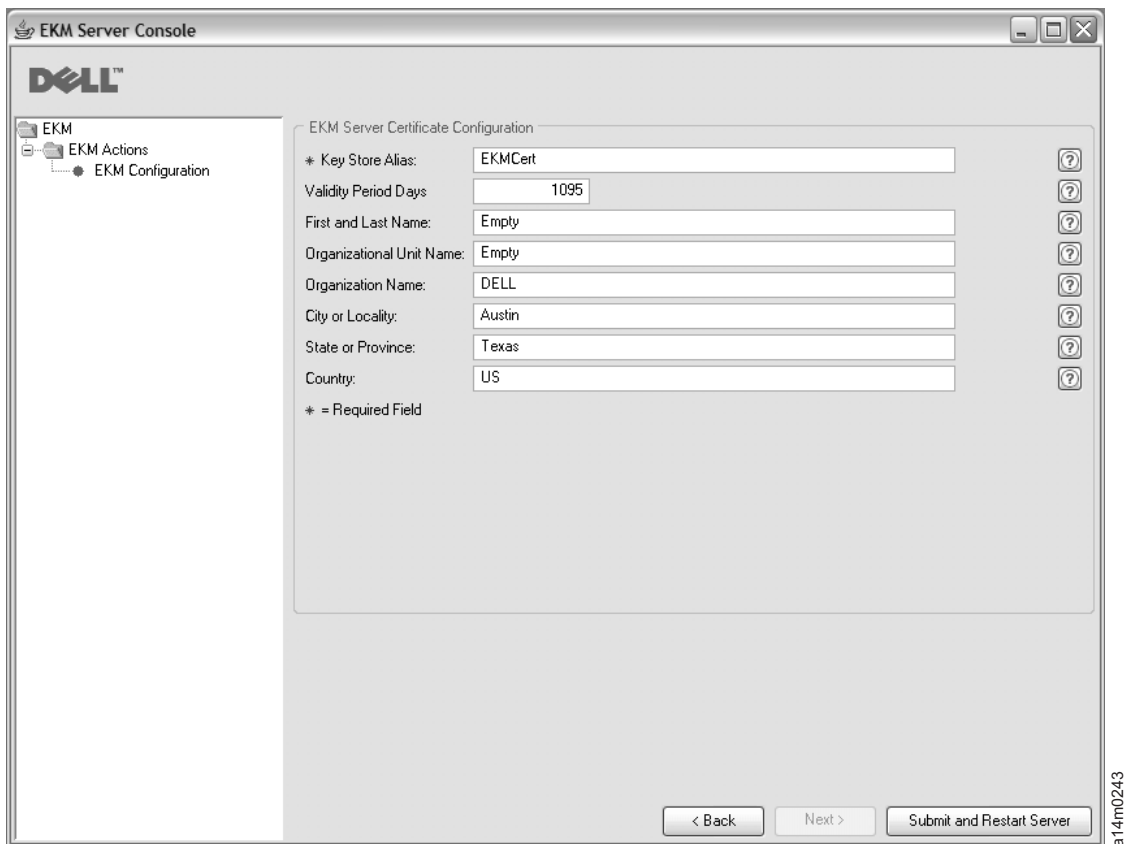 EKM Server Console
DELL™
EKM
EKM Actions
EKM Configuration
EKM Server Certificate Configuration
* Key Store Alias: EKMCert
Validity Period Days 1095
First and Last Name: Empty
Organizational Unit Name: Empty
Organization Name: DELL
City or Locality: Austin
State or Province: Texas
Country: US
* = Required Field
< Back Next > Submit and Restart Server
a14m0243